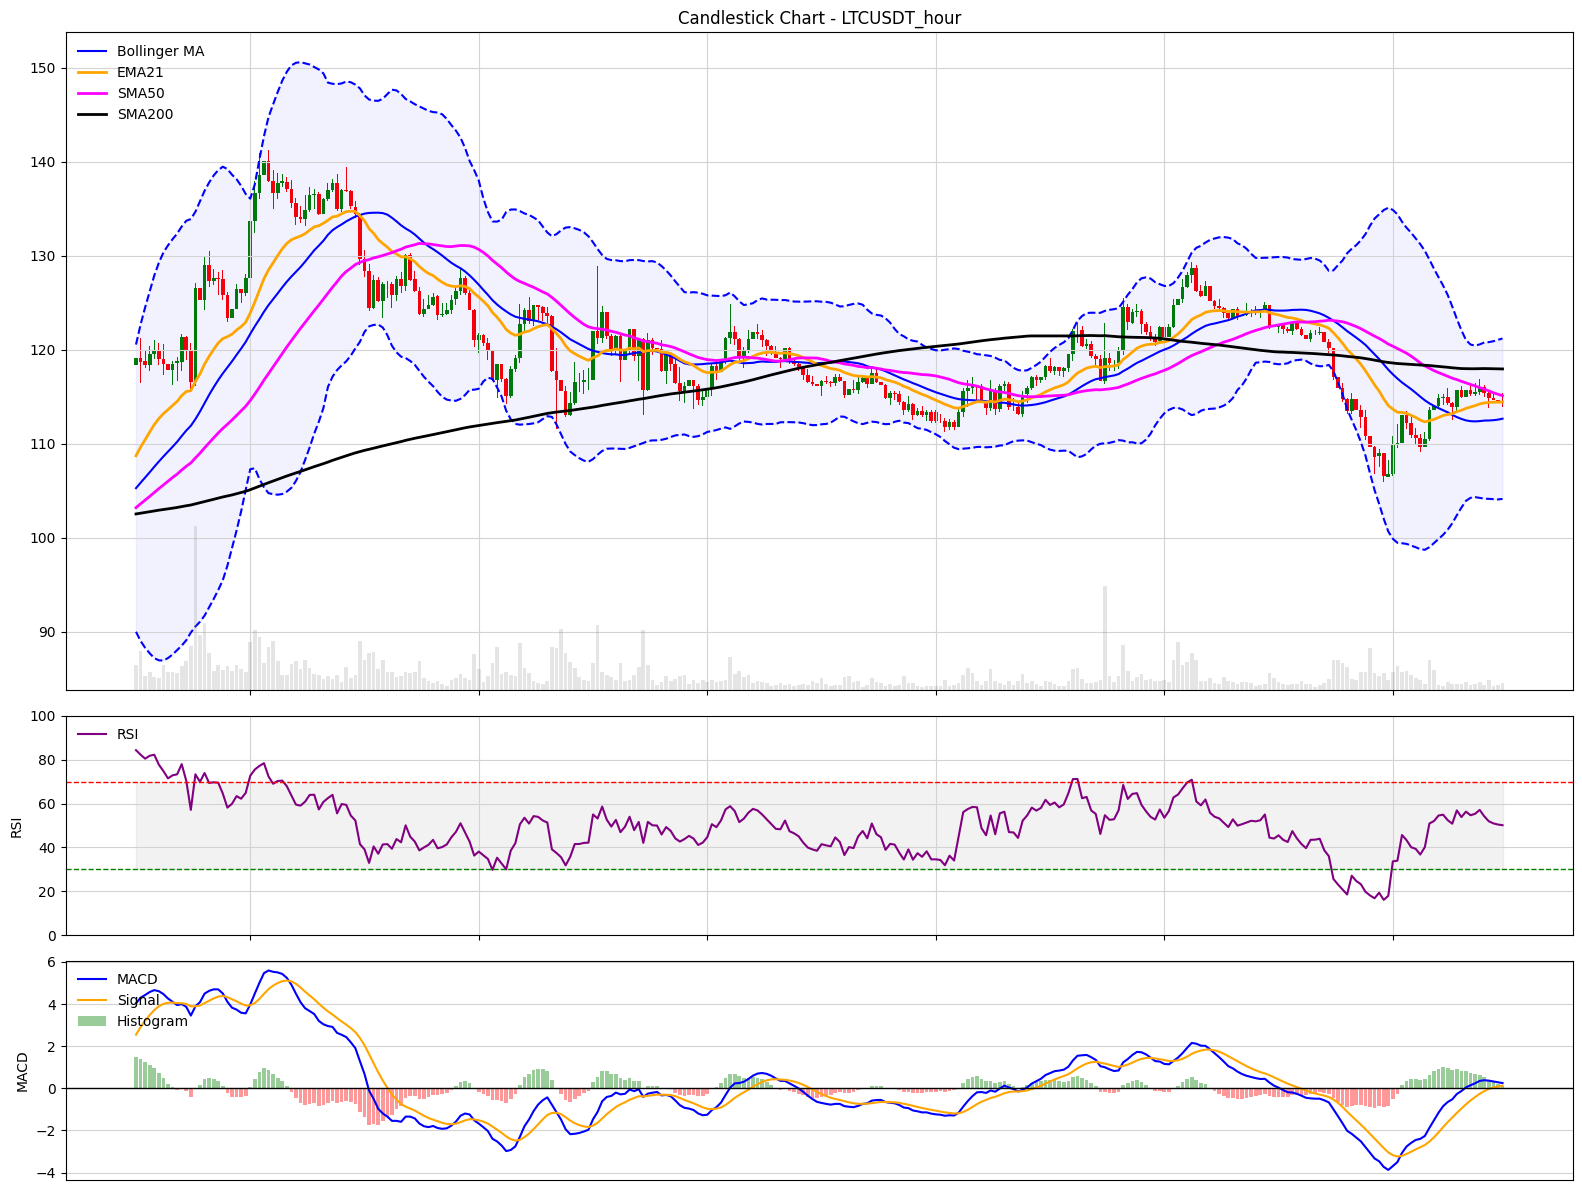 Candlestick Chart - LTCUSDT_hour
Bollinger MA
EMA21
SMA50
SMA200
150
140
130
120
110
100
90
RSI
RSI
100
80
60
40
20
0
MACD
Signal
Histogram
MACD
6
4
2
0
−2
−4